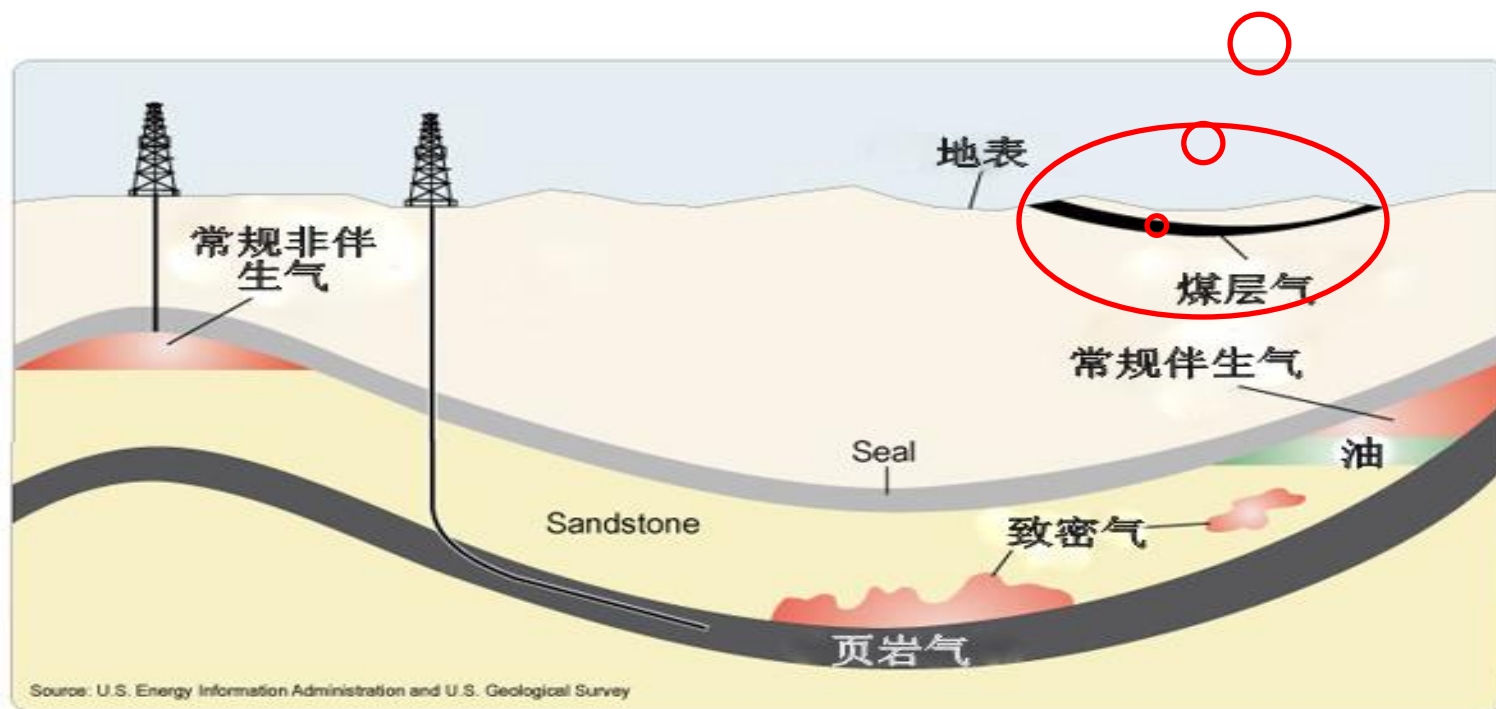 地表
常规非伴
生气
煤层气
常规伴生气
Seal
油
Sandstone
致密气
页岩气
Source: U.S. Energy Information Administration and U.S. Geological Survey